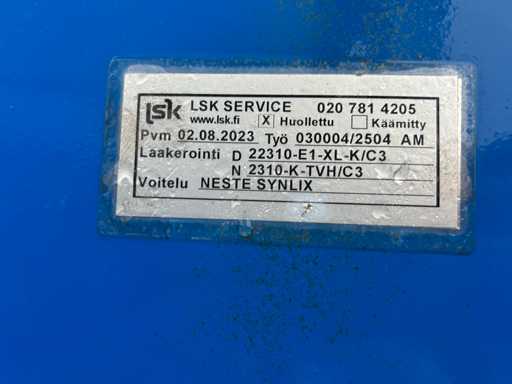 lsk LSK SERVICE 020 781 4205
www.lsk.fi X Huollettu Käämitty
Pvm 02.08.2023 Työ 030004/2504 AM
Laakerointi D 22310-E1-XL-K/C3
N 2310-K-TVH/C3
Voitelu NESTE SYNLIX